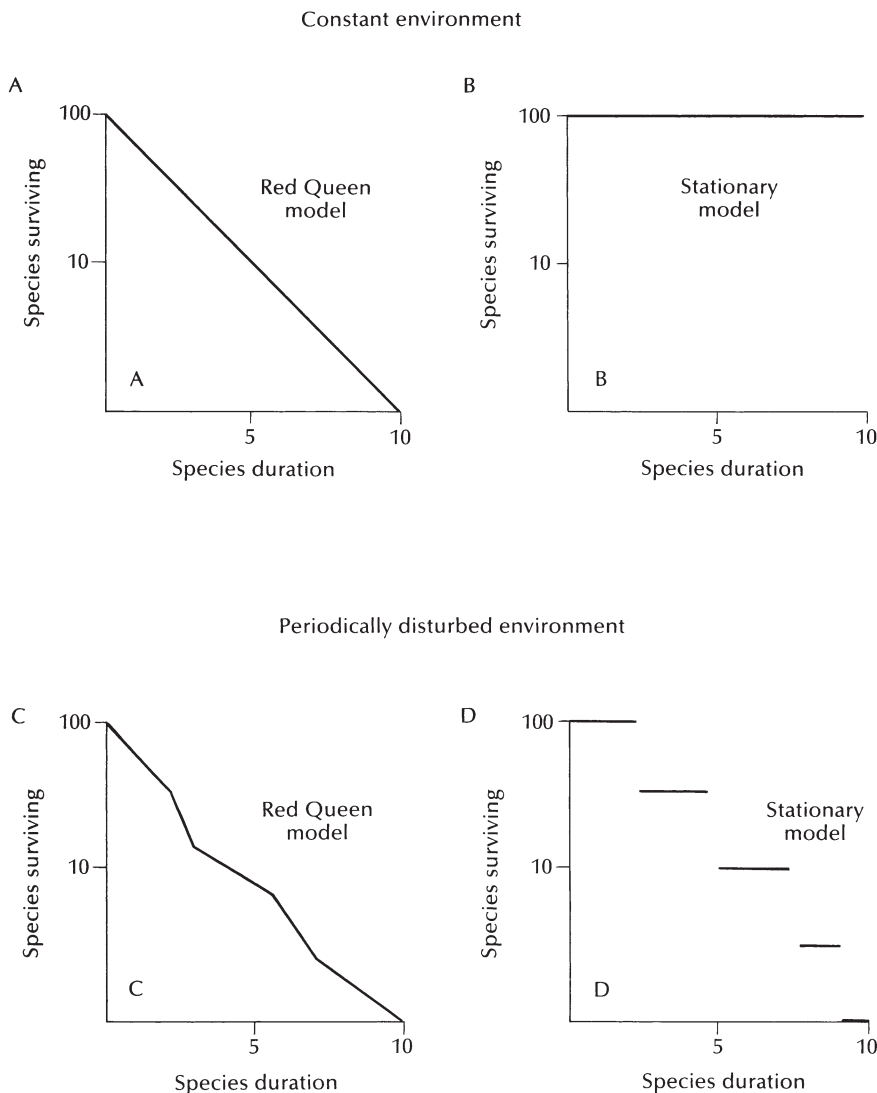 Constant environment
A
100
10
Species surviving
Red Queen
model
A
5
10
Species duration
B
100
10
Species surviving
Stationary
model
B
5
10
Species duration
Periodically disturbed environment
C
100
10
Species surviving
Red Queen
model
C
5
10
Species duration
D
100
10
Species surviving
Stationary
model
D
5
10
Species duration